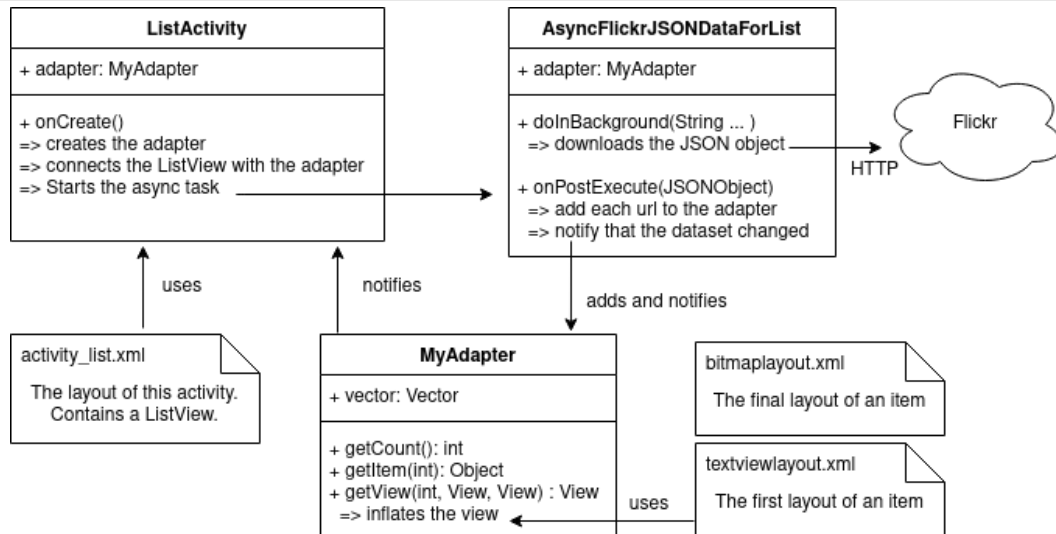 ListActivity
+ adapter: MyAdapter
+ onCreate()
=> creates the adapter
=> connects the ListView with the adapter
=> Starts the async task
AsyncFlickrJSONDataForList
+ adapter: MyAdapter
+ doInBackground(String ... )
=> downloads the JSON object
+ onPostExecute(JSONObject)
=> add each url to the adapter
=> notify that the dataset changed
HTTP
Flickr
uses
notifies
adds and notifies
activity_list.xml
The layout of this activity.
Contains a ListView.
MyAdapter
+ vector: Vector
+ getCount(): int
+ getItem(int): Object
+ getView(int, View, View) : View
=> inflates the view
uses
bitmaplayout.xml
The final layout of an item
textviewlayout.xml
The first layout of an item